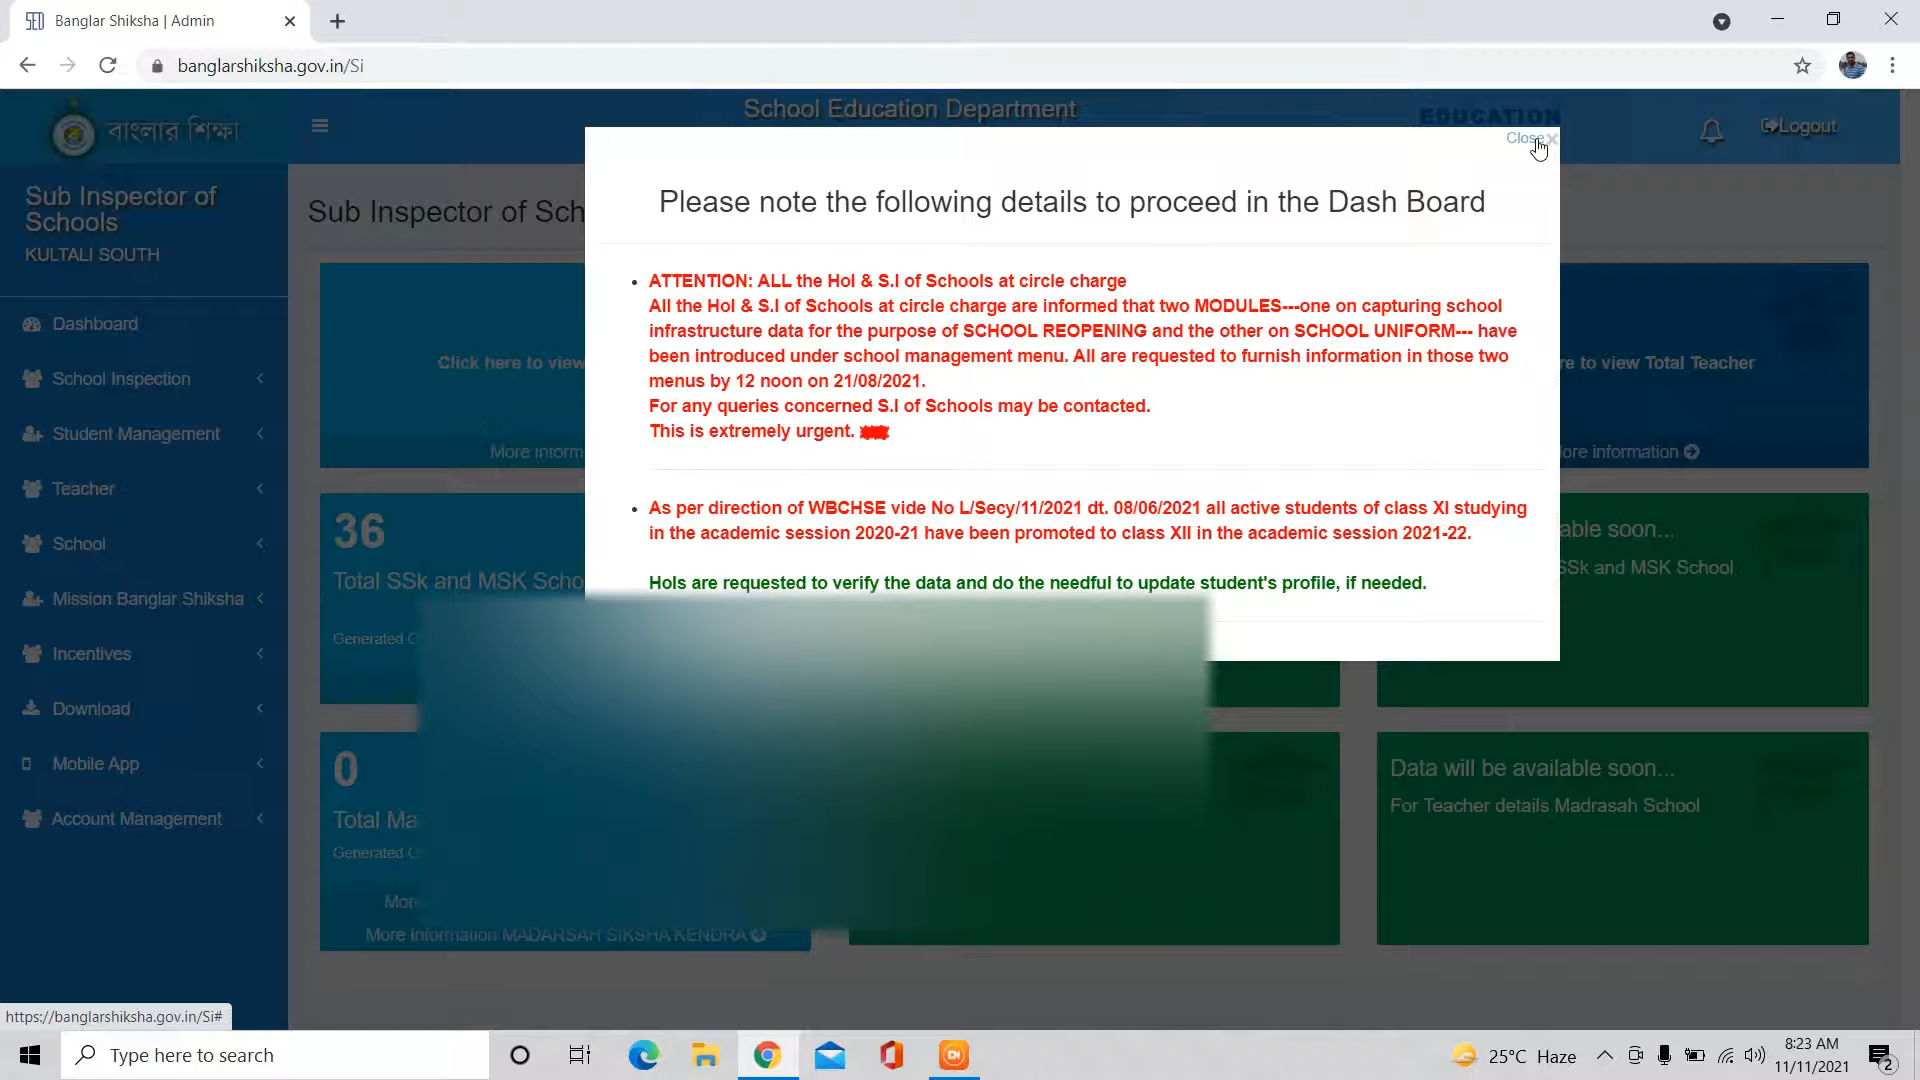 Banglar Shiksha | Admin
banglarshiksha.gov.in/Si
বাংলার শিক্ষা
School Education Department
EDUCATION
Logout
Close
Sub Inspector of
Schools
KULTALI SOUTH
Dashboard
School Inspection
Student Management
Teacher
School
Mission Banglar Shiksha
Incentives
Download
Mobile App
Account Management
Sub Inspector of Sch
Please note the following details to proceed in the Dash Board
ATTENTION: ALL the HoI & S.I of Schools at circle charge
All the HoI & S.I of Schools at circle charge are informed that two MODULES---one on capturing school
infrastructure data for the purpose of SCHOOL REOPENING and the other on SCHOOL UNIFORM--- have
been introduced under school management menu. All are requested to furnish information in those two
menus by 12 noon on 21/08/2021.
For any queries concerned S.I of Schools may be contacted.
This is extremely urgent.
As per direction of WBCHSE vide No L/Secy/11/2021 dt. 08/06/2021 all active students of class XI studying
in the academic session 2020-21 have been promoted to class XII in the academic session 2021-22.
HoIs are requested to verify the data and do the needful to update student's profile, if needed.
Click here to view
re to view Total Teacher
More inform
ore information
36
Total SSk and MSK Scho
Generated
able soon...
SSk and MSK School
0
Total Ma
Generated
Mor
More Information MADARSAH SIKSHA KENDRA
Data will be available soon...
For Teacher details Madrasah School
https://banglarshiksha.gov.in/Si#
Type here to search
25°C Haze
8:23 AM
11/11/2021
2